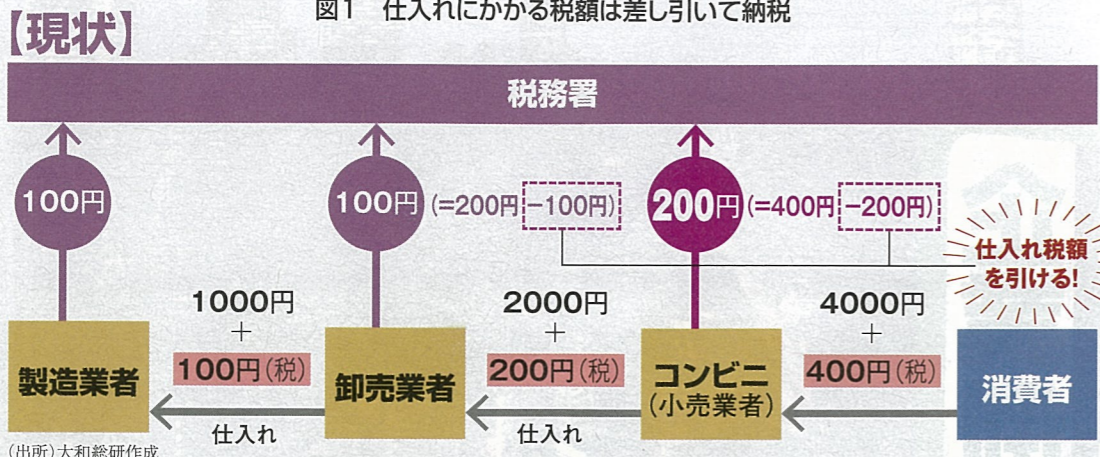 図1 仕入れにかかる税額は差し引いて納税
【現状】
税務署
100円
100円 (=200円-100円)
200円 (=400円-200円)
仕入れ税額
を引ける!
1000円
+
100円(税)
2000円
+
200円(税)
4000円
+
400円(税)
製造業者
卸売業者
コンビニ
(小売業者)
消費者
仕入れ
仕入れ
(出所)大和総研作成